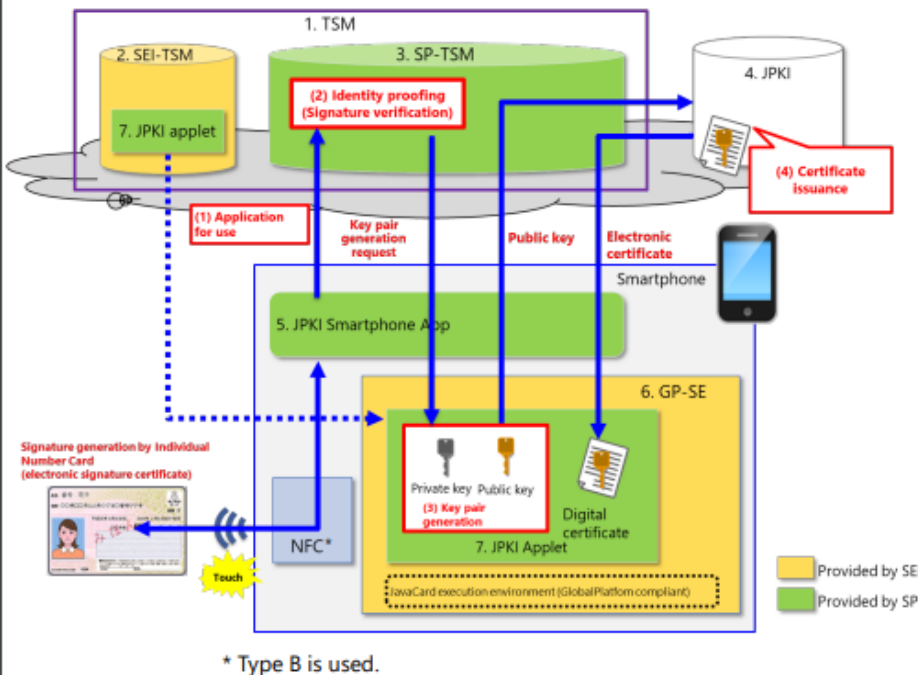 1. TSM
2. SEI-TSM
3. SP-TSM
4. JPKI
(2) Identity proofing
(Signature verification)
7. JPKI applet
(4) Certificate
issuance
(1) Application
for use
Key pair
generation
request
Public key
Electronic
certificate
Smartphone
5. JPKI Smartphone App
6. GP-SE
Signature generation by Individual
Number Card
(electronic signature certificate)
Private key
Public key
(3) Key pair
generation
Digital
certificate
7. JPKI Applet
NFC*
Touch
JavaCard execution environment (GlobalPlatfom compliant)
Provided by SE
Provided by SP
* Type B is used.